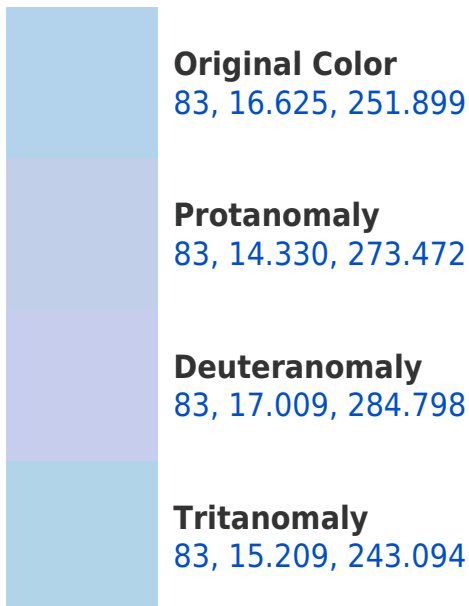 Original Color
83, 16.625, 251.899
Protanomaly
83, 14.330, 273.472
Deuteranomaly
83, 17.009, 284.798
Tritanomaly
83, 15.209, 243.094